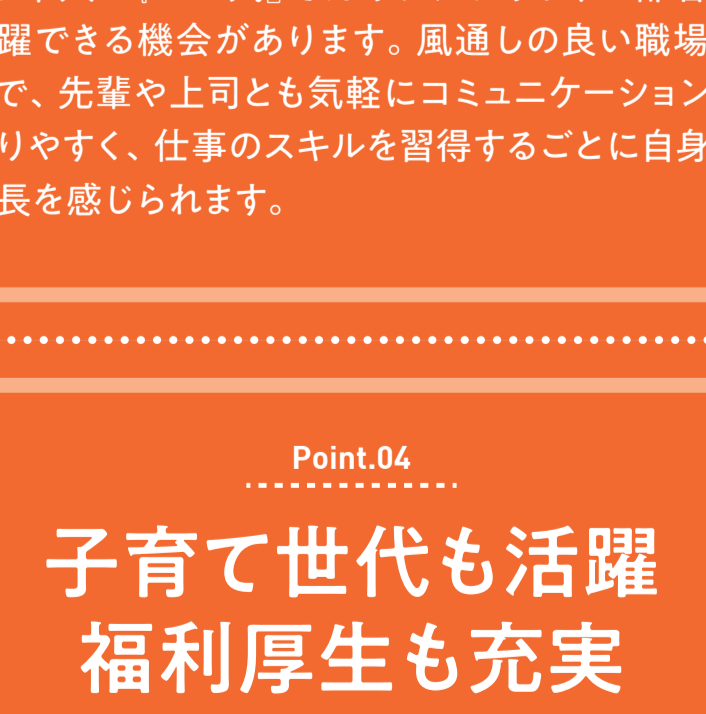 躍できる機会があります。風通しの良い職場
で、先輩や上司とも気軽にコミュニケーション
りやすく、仕事のスキルを習得するごとに自身
長を感じられます。
Point.04
子育て世代も活躍
福利厚生も充実